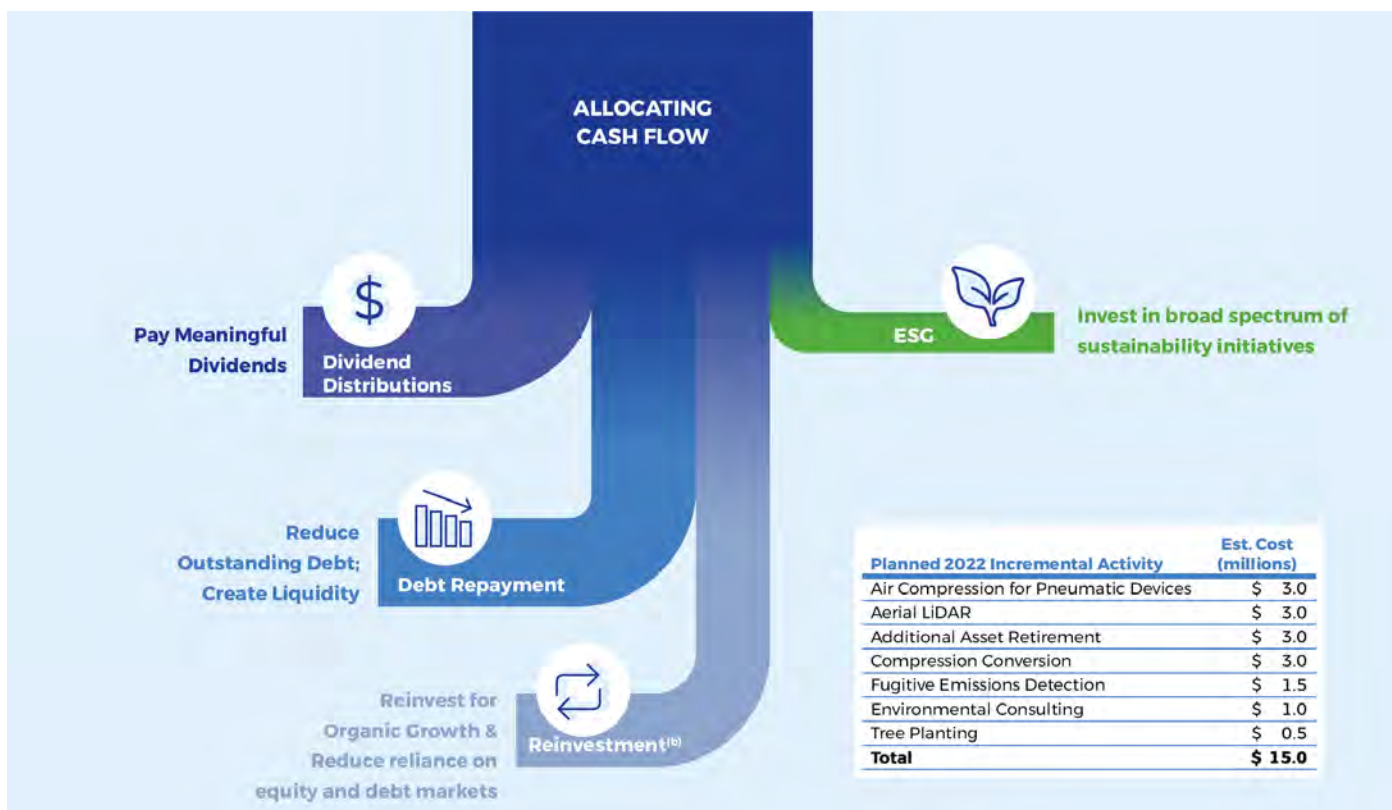 ALLOCATING
CASH FLOW
$
Pay Meaningful
Dividends
Dividend
Distributions
ESG
Invest in broad spectrum of
sustainability initiatives
Reduce
Outstanding Debt;
Create Liquidity
Debt Repayment
Reinvest for
Organic Growth &
Reduce reliance on
equity and debt markets
Reinvestment(b)
Planned 2022 Incremental Activity Est. Cost (millions)
Air Compression for Pneumatic Devices $ 3.0
Aerial LiDAR $ 3.0
Additional Asset Retirement $ 3.0
Compression Conversion $ 3.0
Fugitive Emissions Detection $ 1.5
Environmental Consulting $ 1.0
Tree Planting $ 0.5
Total $ 15.0